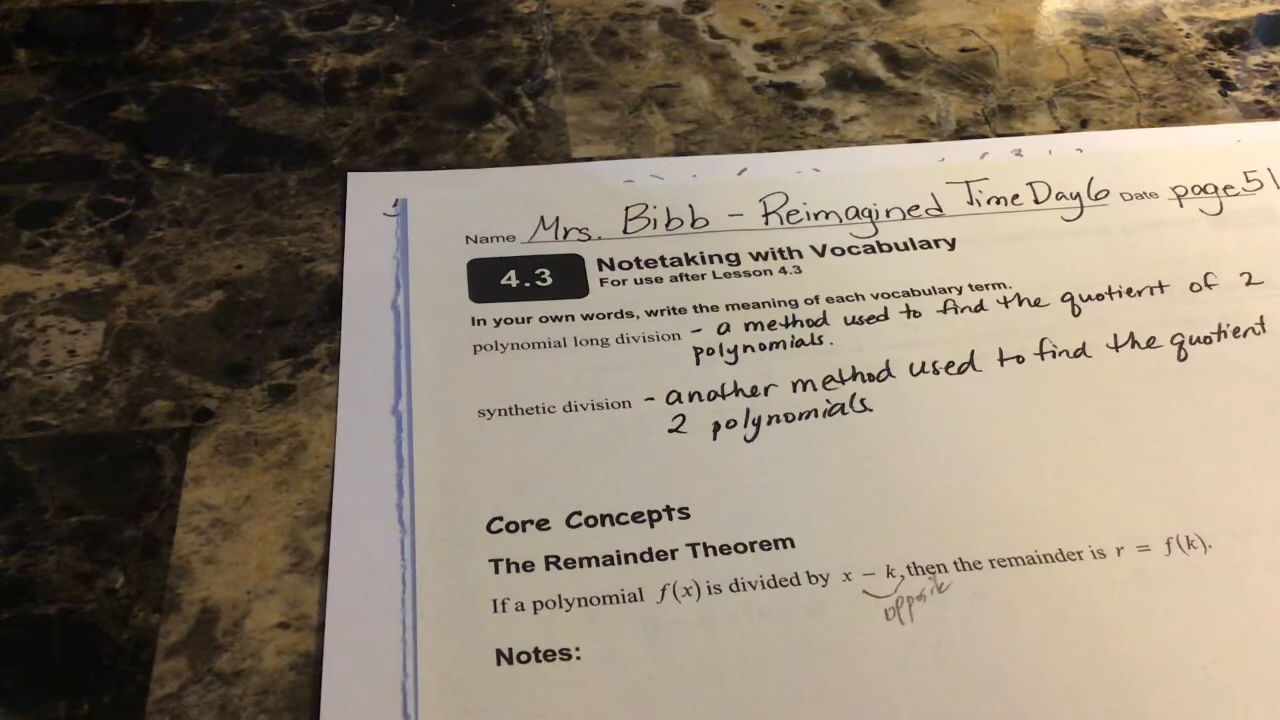 Name Mrs. Bibb - Reimagined Time Day 6 Date page 51
4.3 Notetaking with Vocabulary
For use after Lesson 4.3
In your own words, write the meaning of each vocabulary term.
polynomial long division - a method used to find the quotient of 2
polynomials.
synthetic division - another method used to find the quotient
2 polynomials.
Core Concepts
The Remainder Theorem
If a polynomial f(x) is divided by x − k, then the remainder is r = f(k).
opposite
Notes: